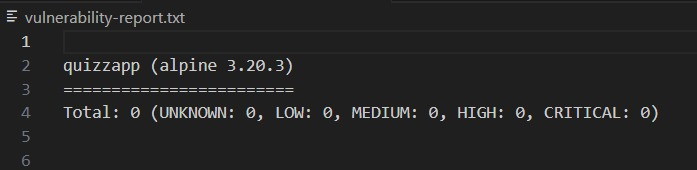 vulnerability-report.txt
1
2 quizzapp (alpine 3.20.3)
3 ========================
4 Total: 0 (UNKNOWN: 0, LOW: 0, MEDIUM: 0, HIGH: 0, CRITICAL: 0)
5
6